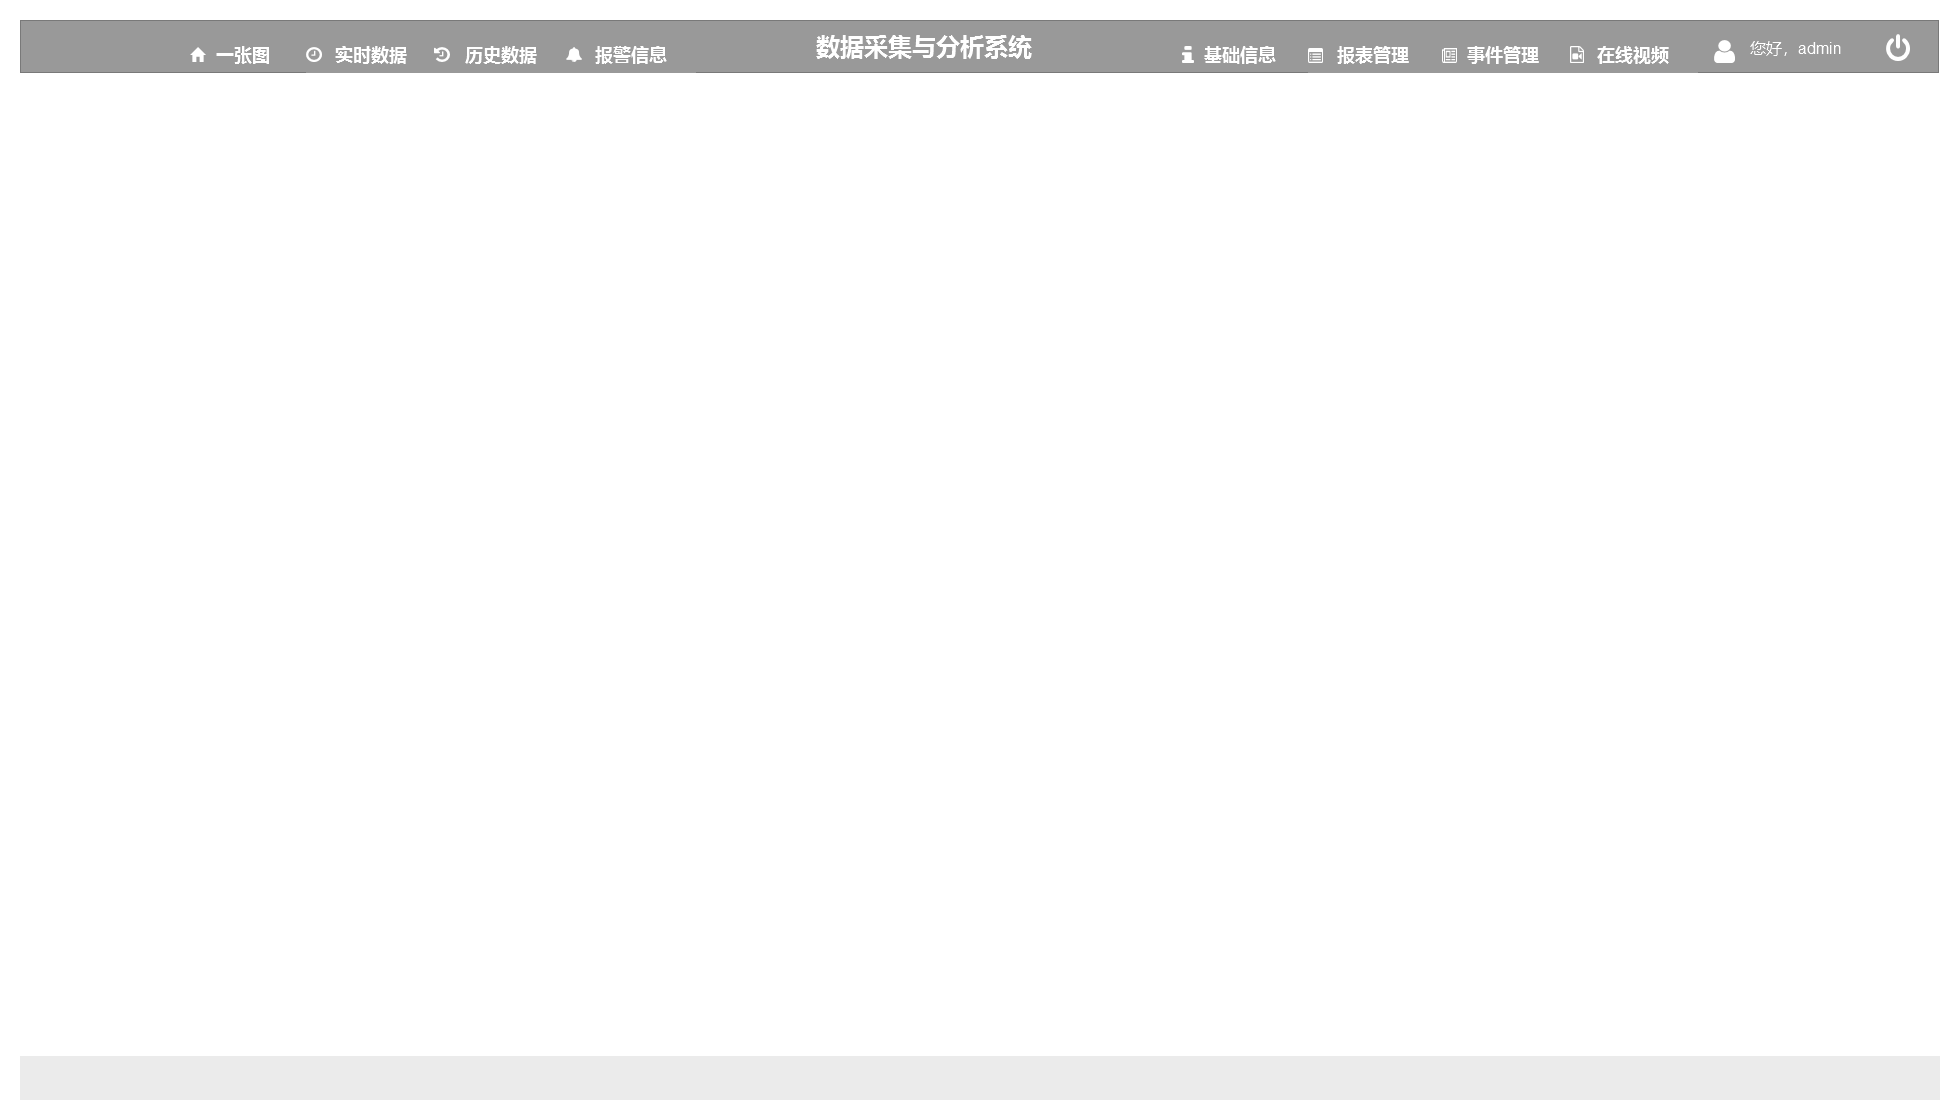 一张图 实时数据 历史数据 报警信息 数据采集与分析系统 基础信息 报表管理 事件管理 在线视频 您好，admin